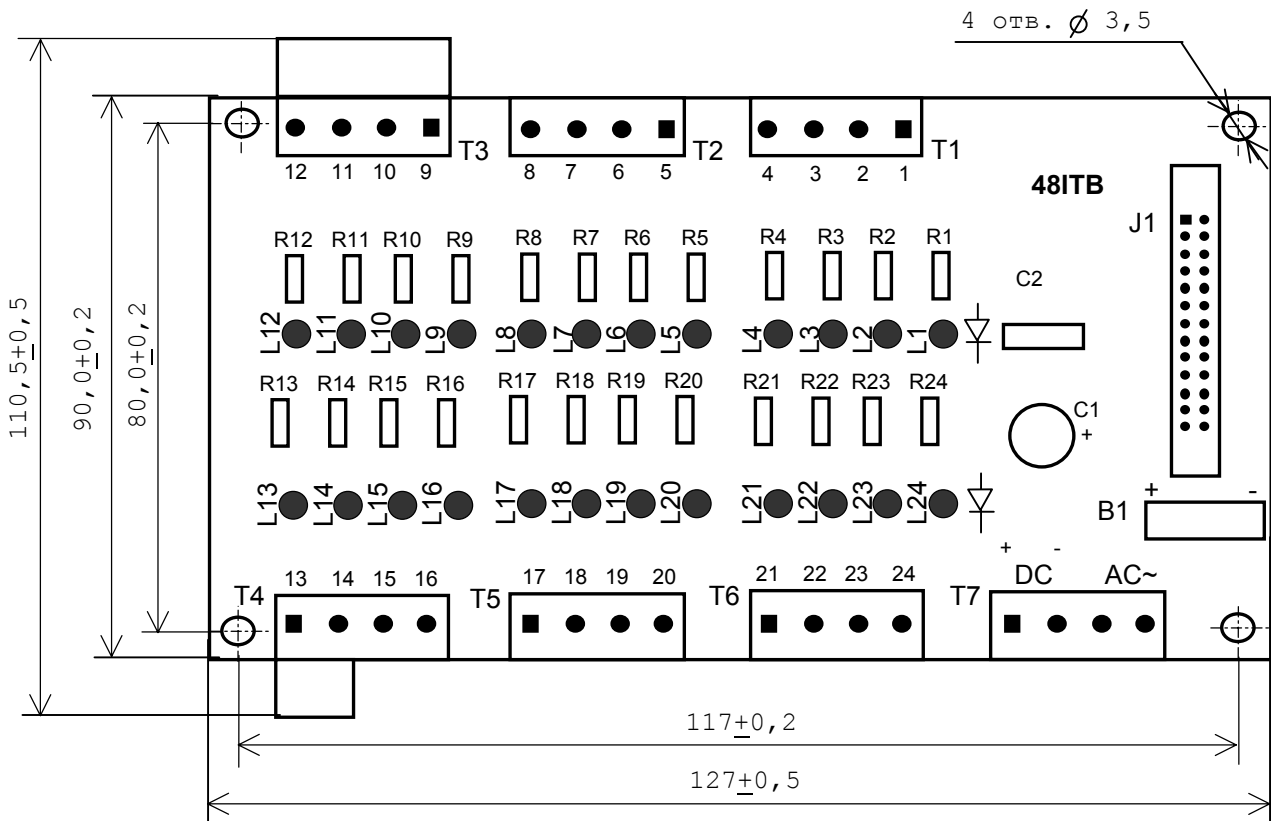 4 отв. Ø 3,5
12 11 10 9 T3
8 7 6 5 T2
4 3 2 1 T1
48ITB
J1
R12 R11 R10 R9 R8 R7 R6 R5 R4 R3 R2 R1
C2
L12 L11 L10 L9 L8 L7 L6 L5 L4 L3 L2 L1
R13 R14 R15 R16 R17 R18 R19 R20 R21 R22 R23 R24
C1
+
L13 L14 L15 L16 L17 L18 L19 L20 L21 L22 L23 L24
+ -
B1
+ -
DC AC~
T4 13 14 15 16
T5 17 18 19 20
T6 21 22 23 24
T7
110,5±0,5
90,0±0,2
80,0±0,2
117±0,2
127±0,5